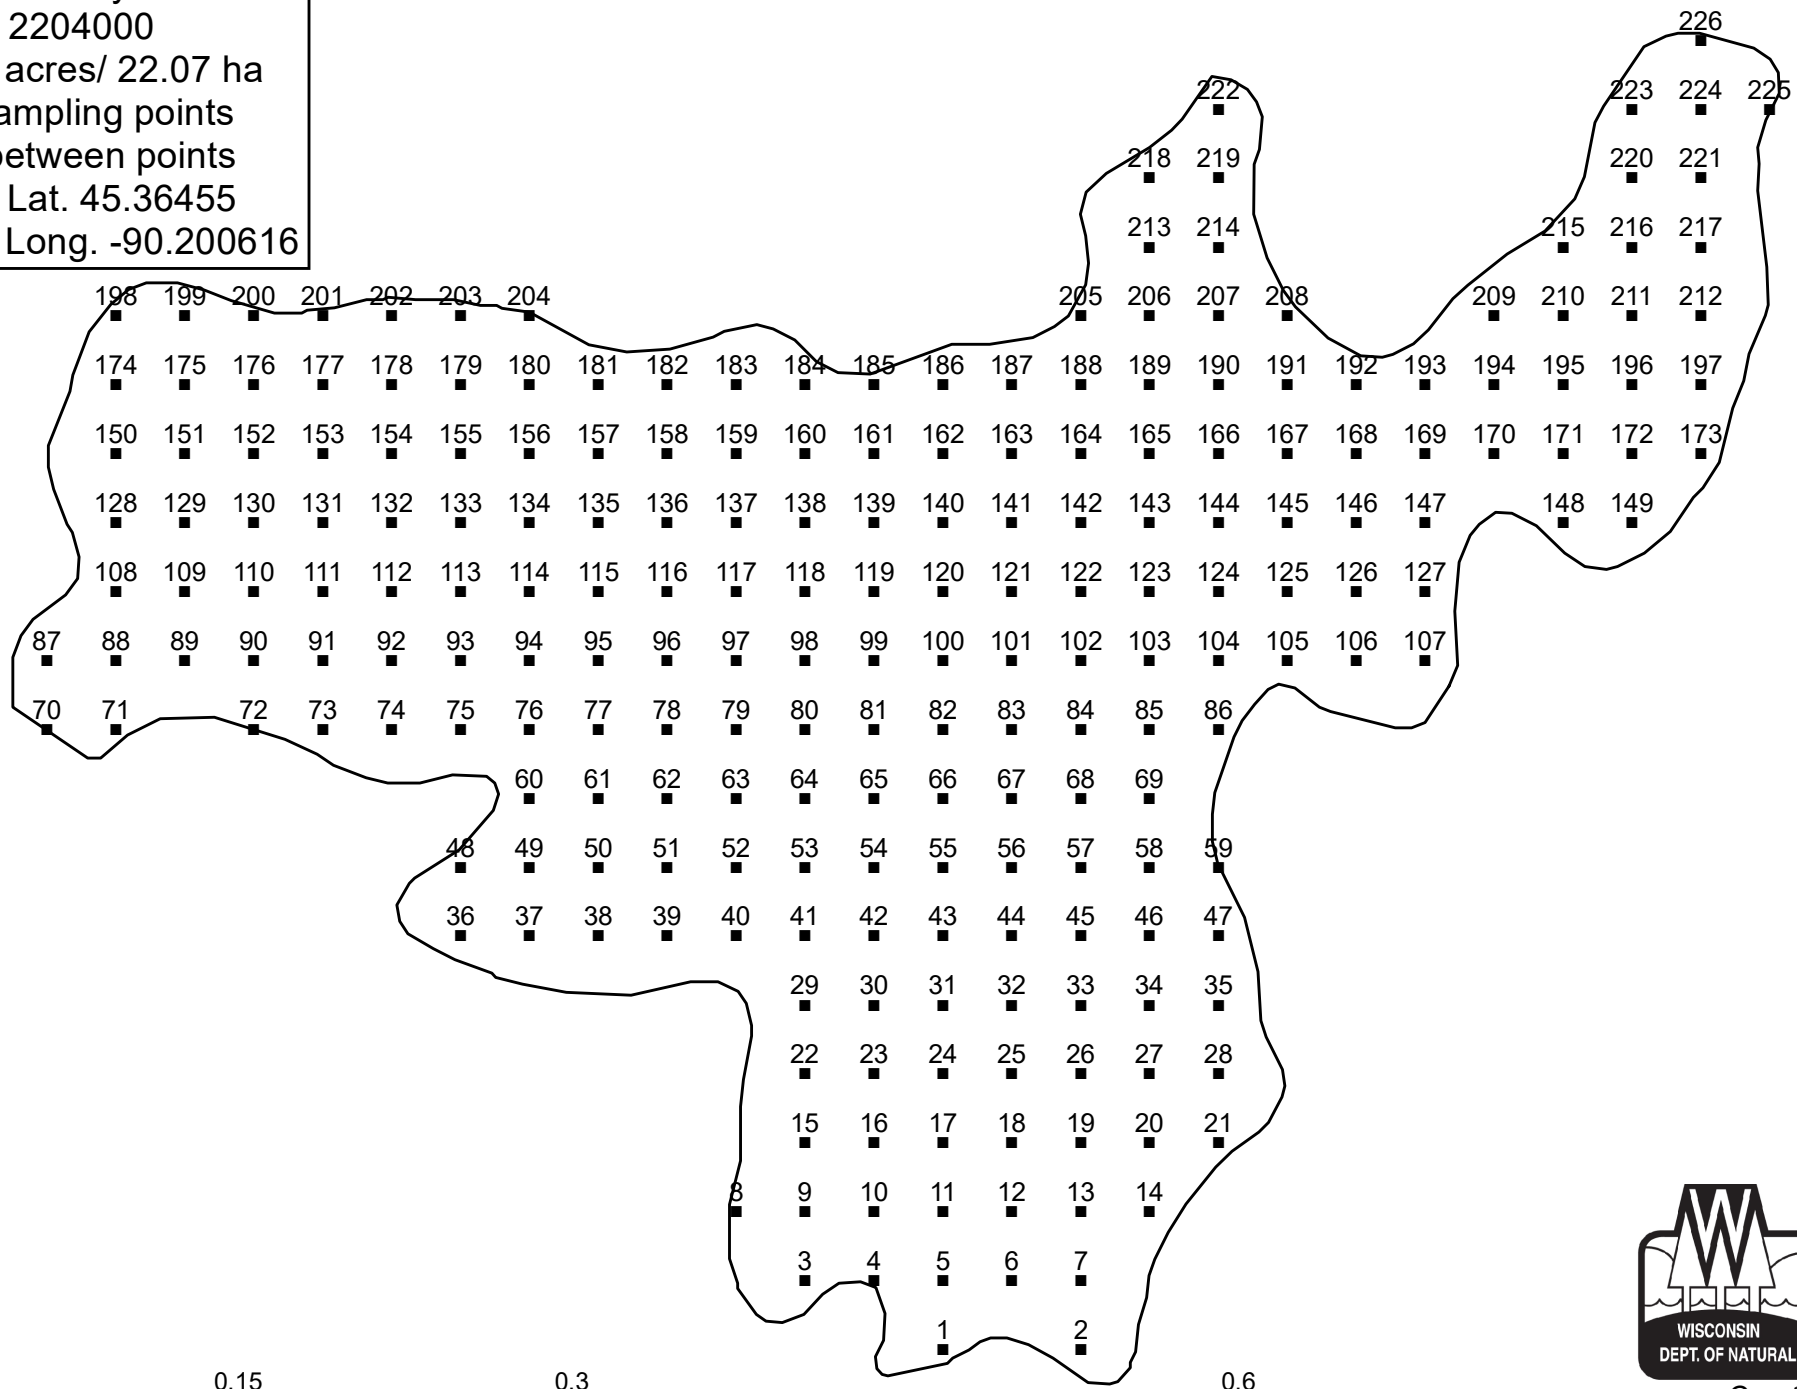 2204000
acres/ 22.07 ha
sampling points
between points
Lat. 45.36455
Long. -90.200616
226
222 223 224 225
218 219 220 221
213 214 215 216 217
198 199 200 201 202 203 204 205 206 207 208 209 210 211 212
174 175 176 177 178 179 180 181 182 183 184 185 186 187 188 189 190 191 192 193 194 195 196 197
150 151 152 153 154 155 156 157 158 159 160 161 162 163 164 165 166 167 168 169 170 171 172 173
128 129 130 131 132 133 134 135 136 137 138 139 140 141 142 143 144 145 146 147 148 149
108 109 110 111 112 113 114 115 116 117 118 119 120 121 122 123 124 125 126 127
87 88 89 90 91 92 93 94 95 96 97 98 99 100 101 102 103 104 105 106 107
70 71 72 73 74 75 76 77 78 79 80 81 82 83 84 85 86
60 61 62 63 64 65 66 67 68 69
48 49 50 51 52 53 54 55 56 57 58 59
36 37 38 39 40 41 42 43 44 45 46 47
29 30 31 32 33 34 35
22 23 24 25 26 27 28
15 16 17 18 19 20 21
8 9 10 11 12 13 14
3 4 5 6 7
1 2
0.15 0.3 0.6
W
WISCONSIN
DEPT. OF NATURAL